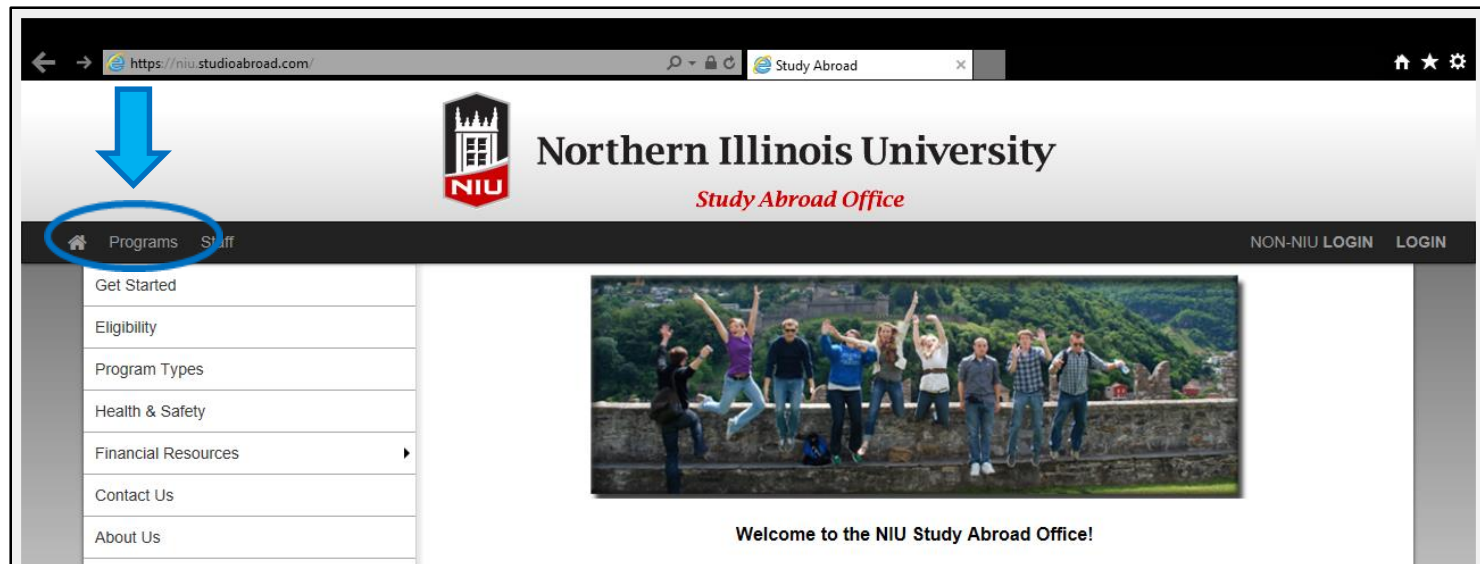 https://niu.studioabroad.com/
Study Abroad
NIU
Northern Illinois University
Study Abroad Office
Programs Staff NON-NIU LOGIN LOGIN
Get Started
Eligibility
Program Types
Health & Safety
Financial Resources
Contact Us
About Us
Welcome to the NIU Study Abroad Office!